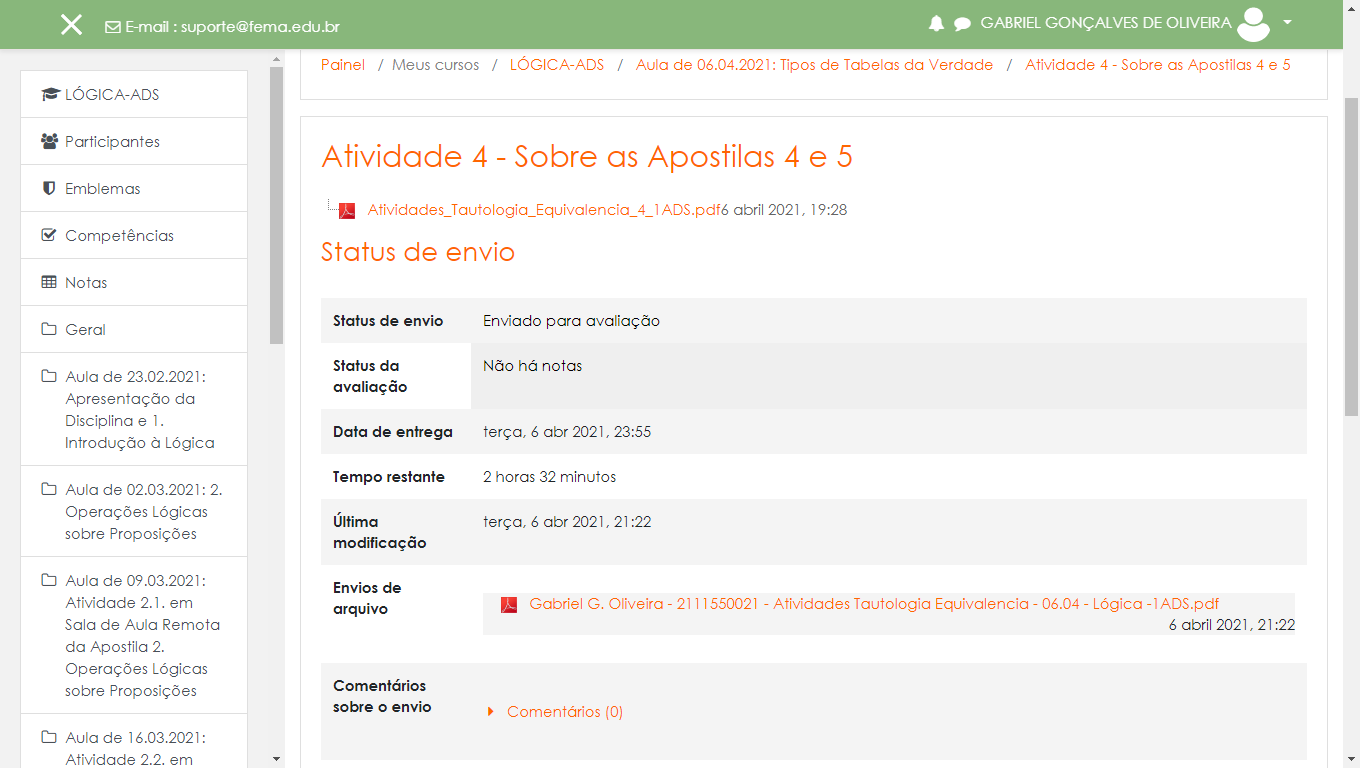 E-mail : suporte@fema.edu.br
GABRIEL GONÇALVES DE OLIVEIRA
LÓGICA-ADS
Participantes
Emblemas
Competências
Notas
Geral
Aula de 23.02.2021:
Apresentação da
Disciplina e 1.
Introdução à Lógica
Aula de 02.03.2021: 2.
Operações Lógicas
sobre Proposições
Aula de 09.03.2021:
Atividade 2.1. em
Sala de Aula Remota
da Apostila 2.
Operações Lógicas
sobre Proposições
Aula de 16.03.2021:
Atividade 2.2. em
Painel / Meus cursos / LÓGICA-ADS / Aula de 06.04.2021: Tipos de Tabelas da Verdade / Atividade 4 - Sobre as Apostilas 4 e 5
Atividade 4 - Sobre as Apostilas 4 e 5
Atividades_Tautologia_Equivalencia_4_1ADS.pdf6 abril 2021, 19:28
Status de envio
Status de envio Enviado para avaliação
Status da Não há notas
avaliação
Data de entrega terça, 6 abr 2021, 23:55
Tempo restante 2 horas 32 minutos
Última terça, 6 abr 2021, 21:22
modificação
Envios de
arquivo
Gabriel G. Oliveira - 2111550021 - Atividades Tautologia Equivalencia - 06.04 - Lógica -1ADS.pdf
6 abril 2021, 21:22
Comentários
sobre o envio
Comentários (0)